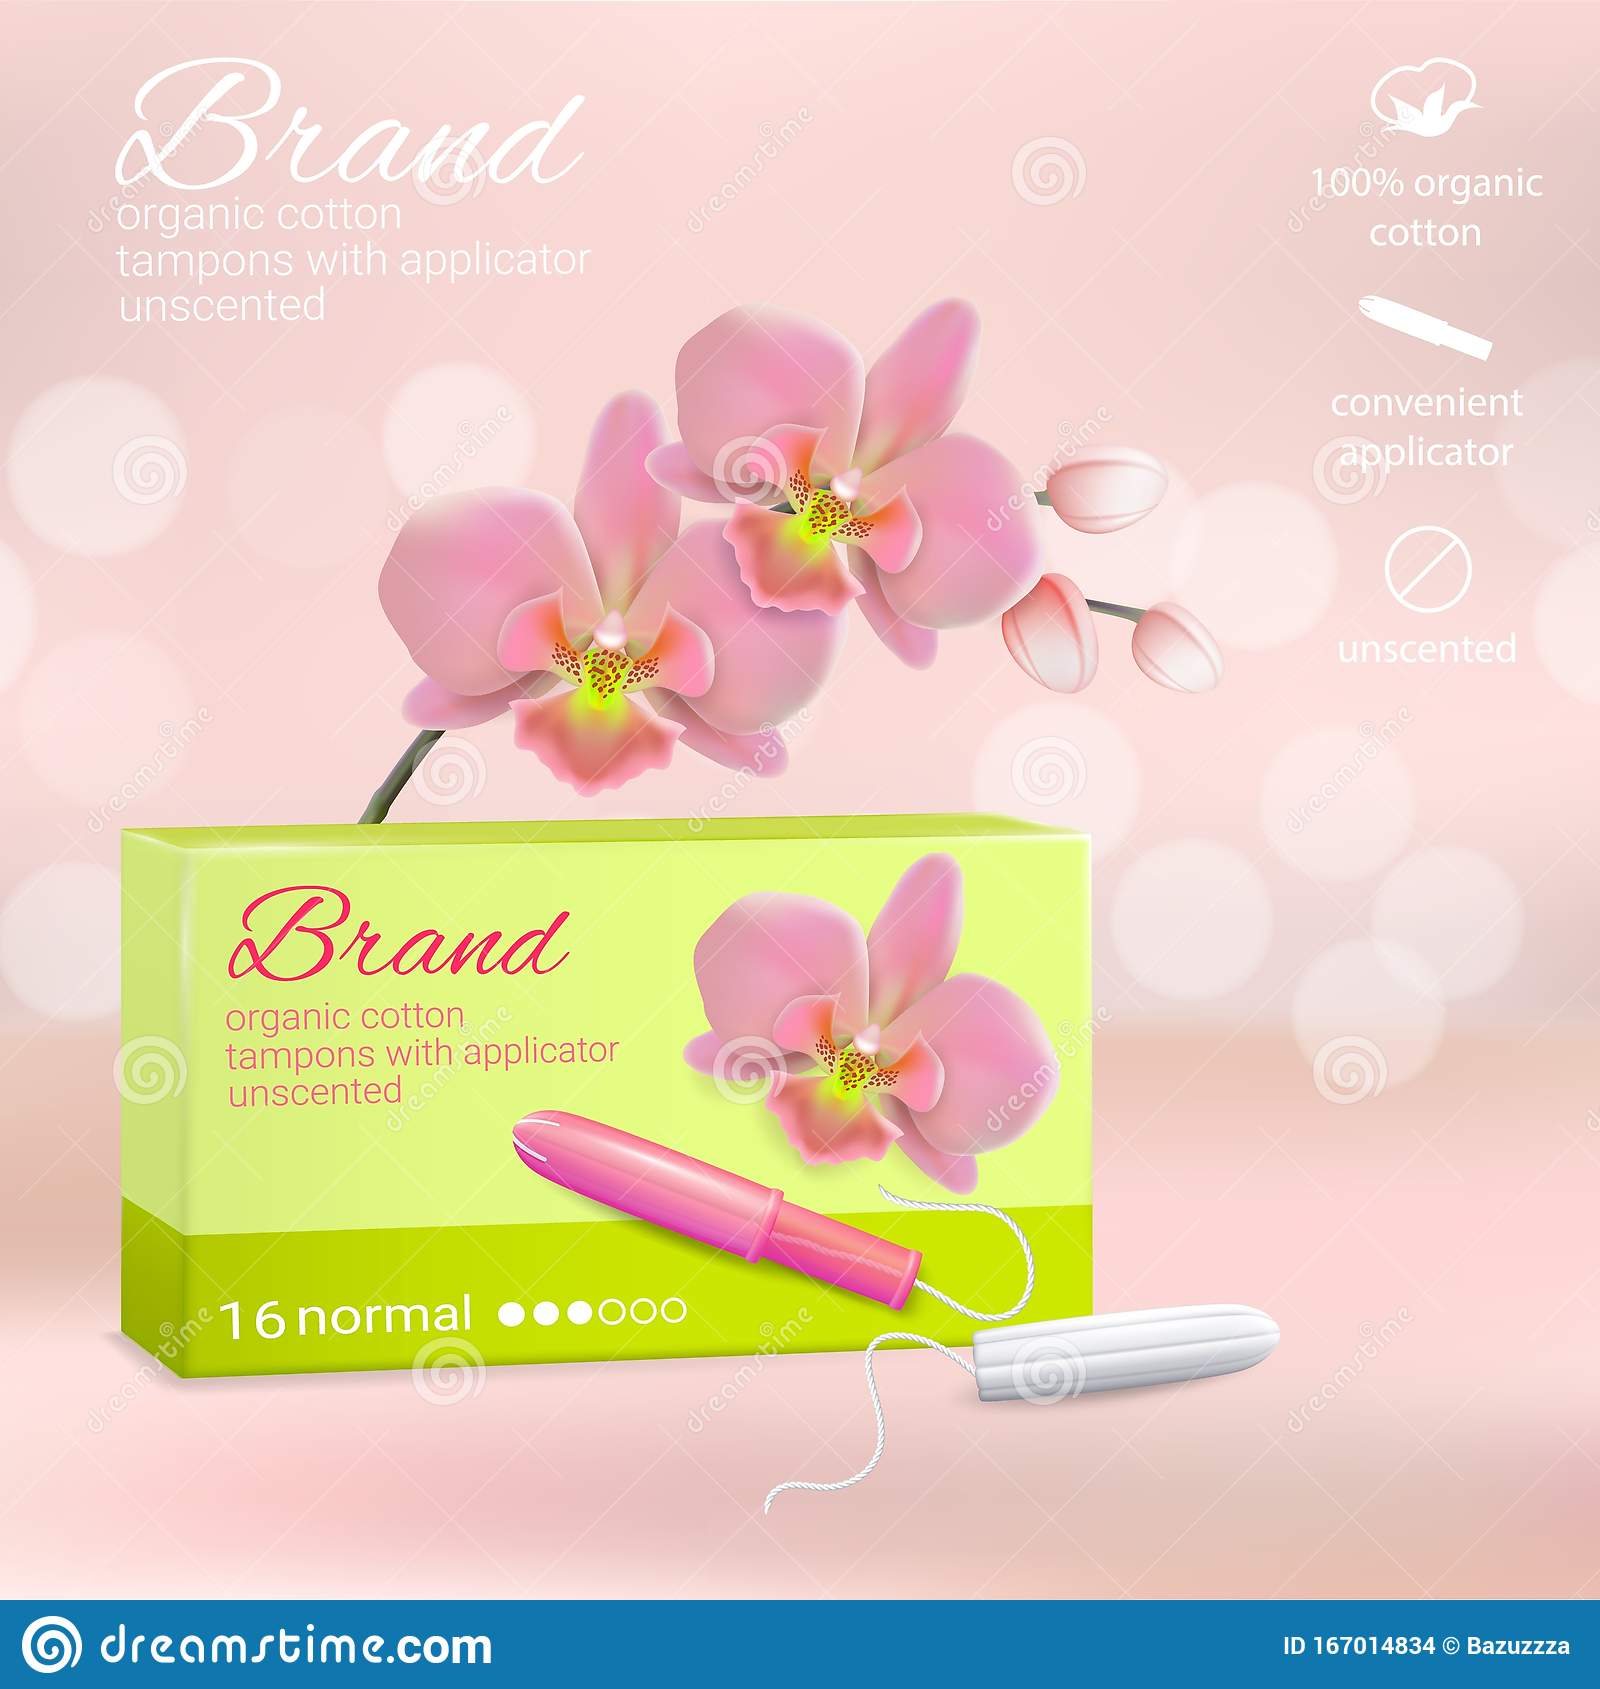 Brand
organic cotton
tampons with applicator
unscented
100% organic
cotton
convenient
applicator
unscented
Brand
organic cotton
tampons with applicator
unscented
16 normal
dreamstime.com
ID 167014834 © Bazuzzza